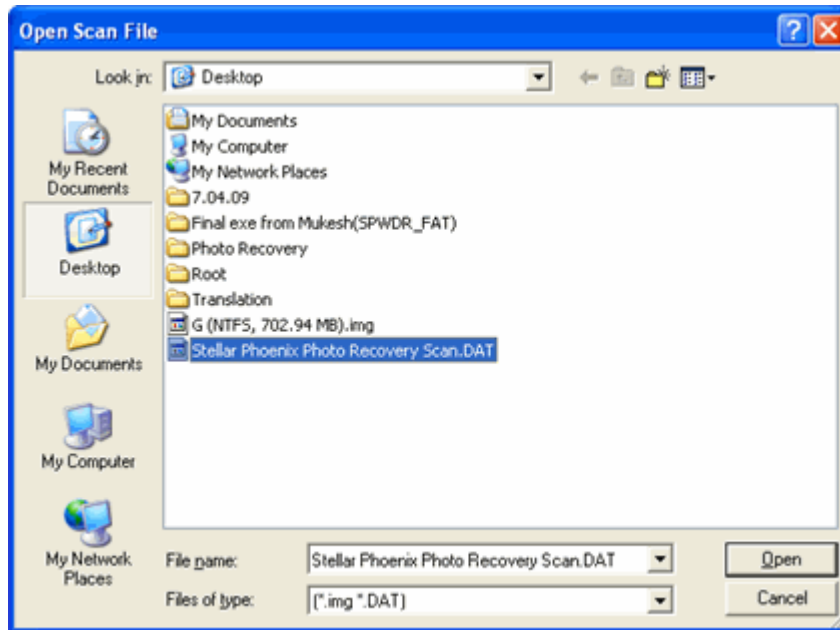 Open Scan File
Look in: Desktop
My Recent
Documents
Desktop
My Documents
My Computer
My Network
Places
My Documents
My Computer
My Network Places
7.04.09
Final exe from Mukesh(SPWDR_FAT)
Photo Recovery
Root
Translation
G (NTFS, 702.94 MB).img
Stellar Phoenix Photo Recovery Scan.DAT
File name: Stellar Phoenix Photo Recovery Scan.DAT Open
Files of type: (*.img *.DAT) Cancel